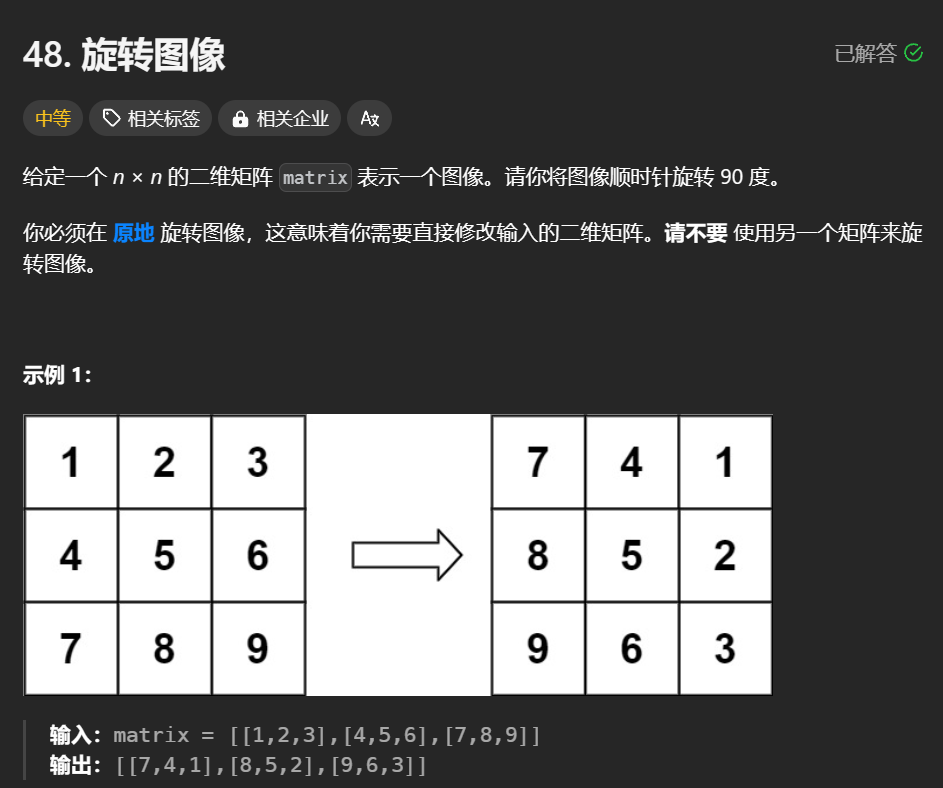 48. 旋转图像
已解答
中等 相关标签 相关企业 Ax
给定一个 n × n 的二维矩阵 matrix 表示一个图像。请你将图像顺时针旋转 90 度。
你必须在 原地 旋转图像，这意味着你需要直接修改输入的二维矩阵。请不要 使用另一个矩阵来旋
转图像。
示例 1：
1 2 3 7 4 1
4 5 6 8 5 2
7 8 9 9 6 3
输入：matrix = [[1,2,3],[4,5,6],[7,8,9]]
输出：[[7,4,1],[8,5,2],[9,6,3]]